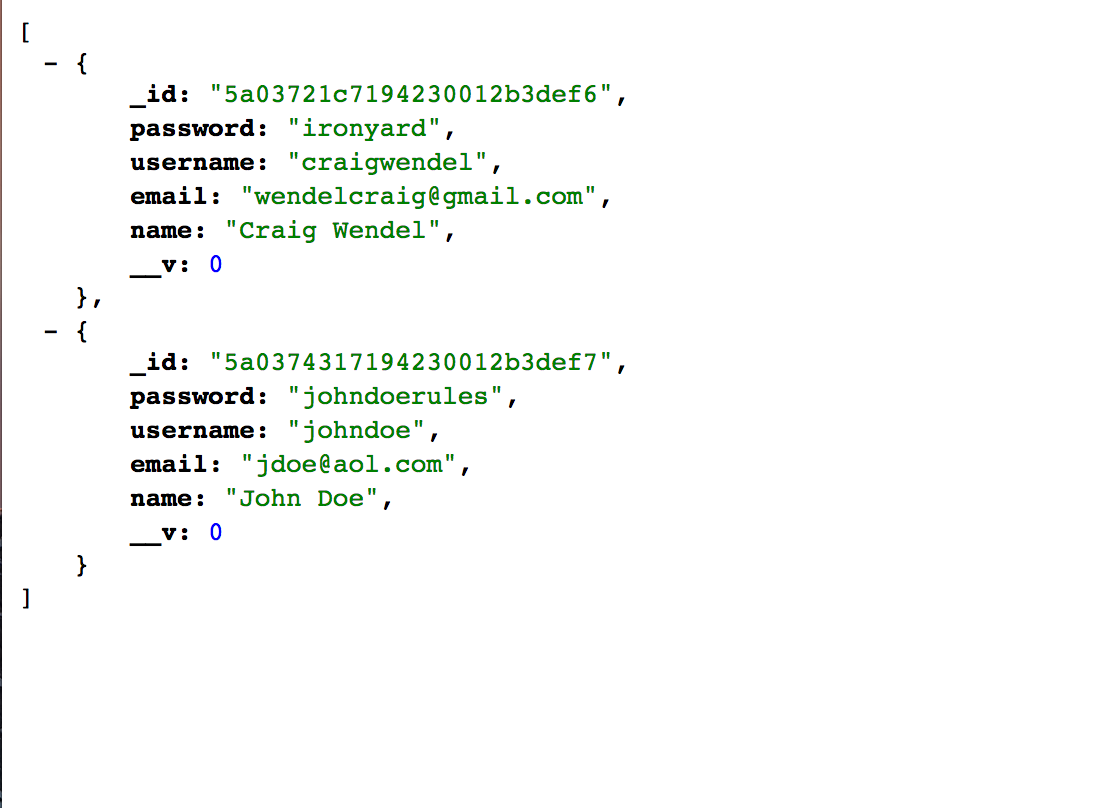 [
- {
_id: "5a03721c7194230012b3def6",
password: "ironyard",
username: "craigwendel",
email: "wendelcraig@gmail.com",
name: "Craig Wendel",
__v: 0
},
- {
_id: "5a0374317194230012b3def7",
password: "johndoerules",
username: "johndoe",
email: "jdoe@aol.com",
name: "John Doe",
__v: 0
}
]